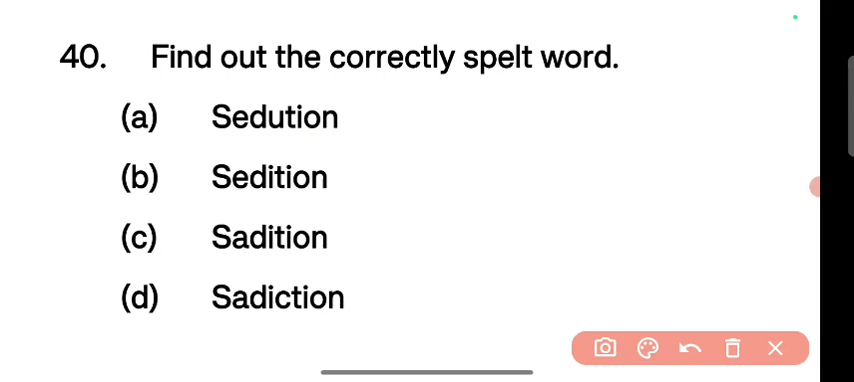 40. Find out the correctly spelt word.
(a) Sedution
(b) Sedition
(c) Sadition
(d) Sadiction